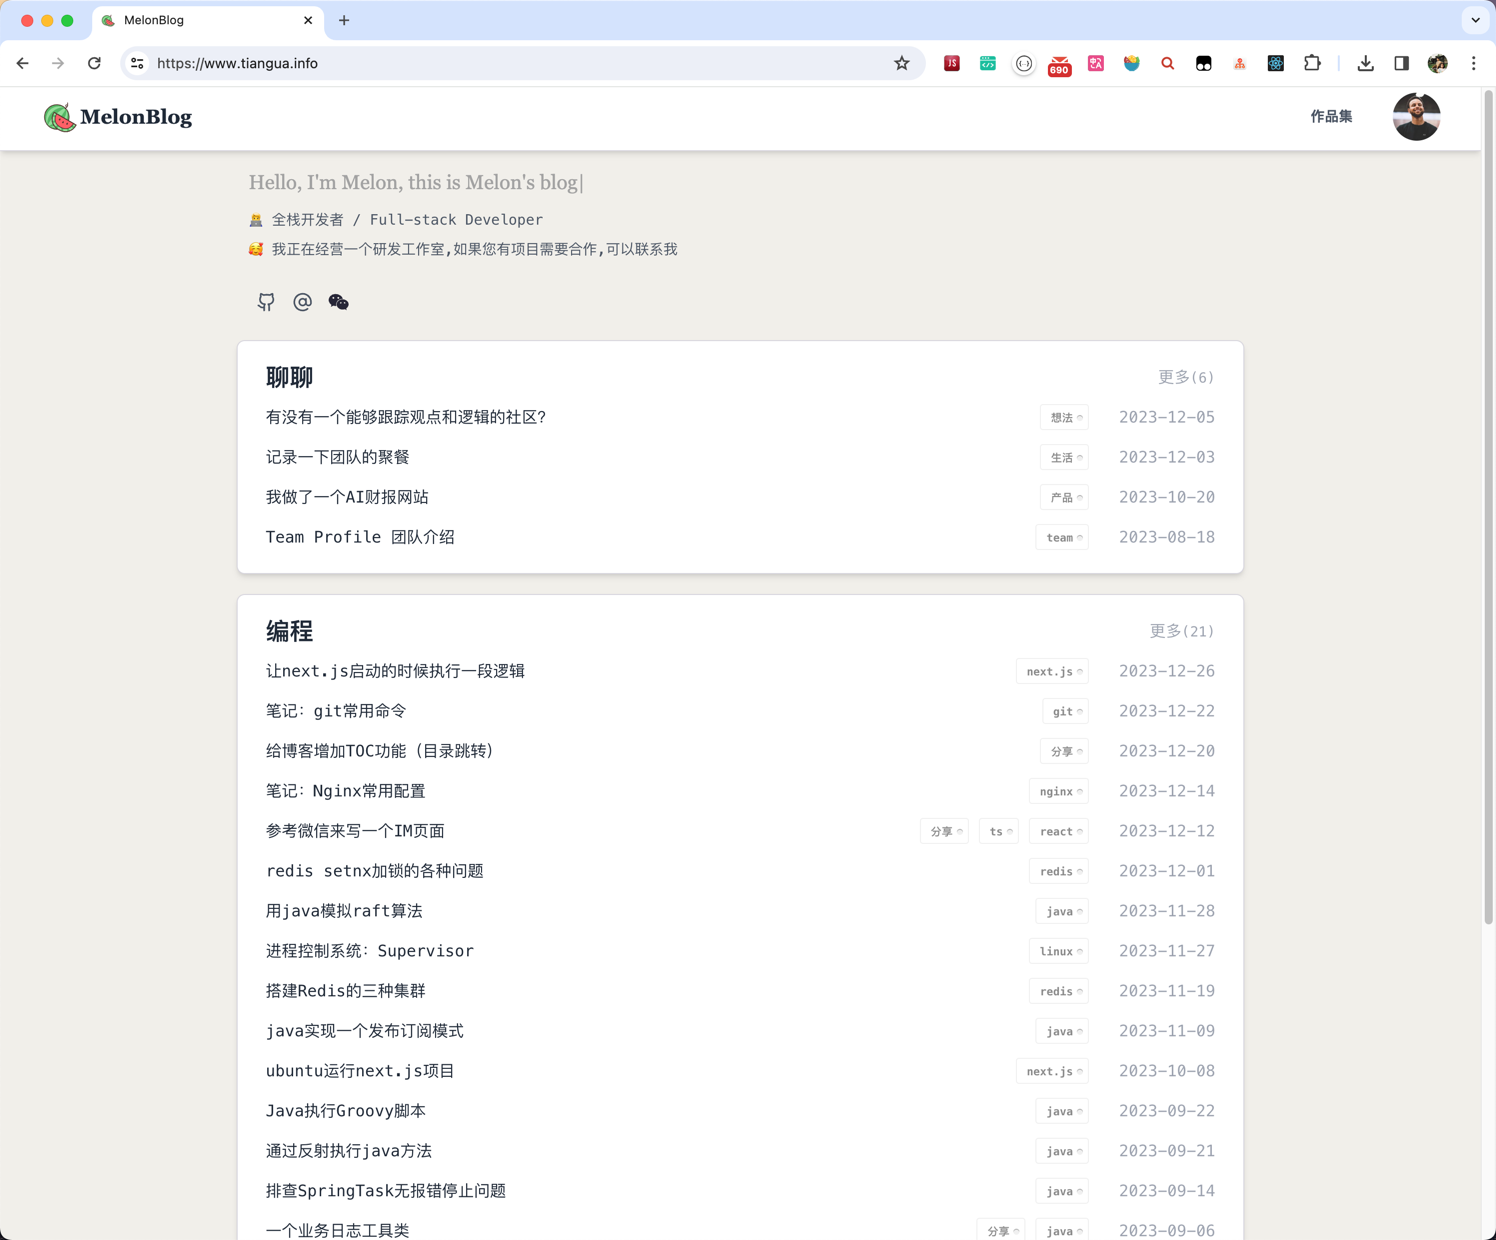 MelonBlog
https://www.tiangua.info
JS
690
MelonBlog
作品集
Hello, I'm Melon, this is Melon's blog|
全栈开发者 / Full-stack Developer
我正在经营一个研发工作室,如果您有项目需要合作,可以联系我
聊聊 更多(6)
有没有一个能够跟踪观点和逻辑的社区? 想法 2023-12-05
记录一下团队的聚餐 生活 2023-12-03
我做了一个AI财报网站 产品 2023-10-20
Team Profile 团队介绍 team 2023-08-18
编程 更多(21)
让next.js启动的时候执行一段逻辑 next.js 2023-12-26
笔记：git常用命令 git 2023-12-22
给博客增加TOC功能（目录跳转） 分享 2023-12-20
笔记：Nginx常用配置 nginx 2023-12-14
参考微信来写一个IM页面 分享 ts react 2023-12-12
redis setnx加锁的各种问题 redis 2023-12-01
用java模拟raft算法 java 2023-11-28
进程控制系统：Supervisor linux 2023-11-27
搭建Redis的三种集群 redis 2023-11-19
java实现一个发布订阅模式 java 2023-11-09
ubuntu运行next.js项目 next.js 2023-10-08
Java执行Groovy脚本 java 2023-09-22
通过反射执行java方法 java 2023-09-21
排查SpringTask无报错停止问题 java 2023-09-14
一个业务日志工具类 分享 java 2023-09-06